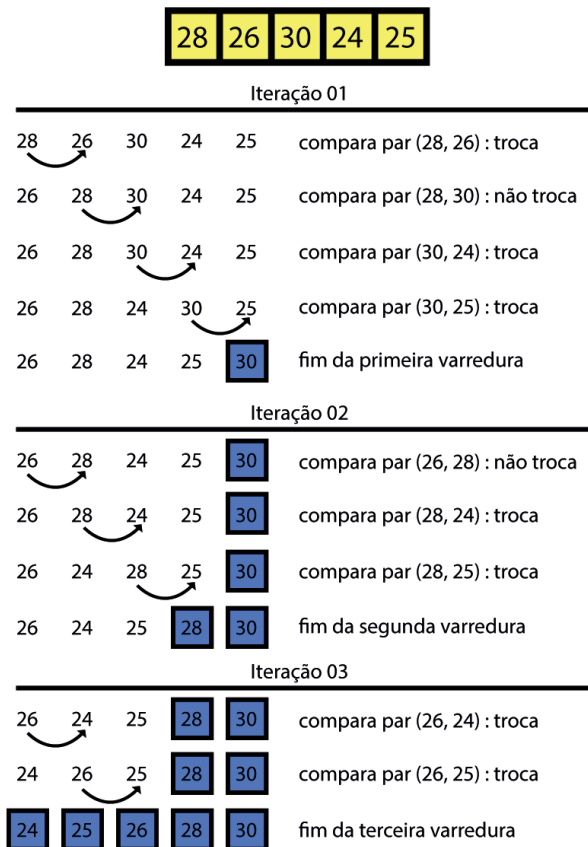 28 26 30 24 25
Iteração 01
28 26 30 24 25 compara par (28, 26) : troca
26 28 30 24 25 compara par (28, 30) : não troca
26 28 30 24 25 compara par (30, 24) : troca
26 28 24 30 25 compara par (30, 25) : troca
26 28 24 25 30 fim da primeira varredura
Iteração 02
26 28 24 25 30 compara par (26, 28) : não troca
26 28 24 25 30 compara par (28, 24) : troca
26 24 28 25 30 compara par (28, 25) : troca
26 24 25 28 30 fim da segunda varredura
Iteração 03
26 24 25 28 30 compara par (26, 24) : troca
24 26 25 28 30 compara par (26, 25) : troca
24 25 26 28 30 fim da terceira varredura